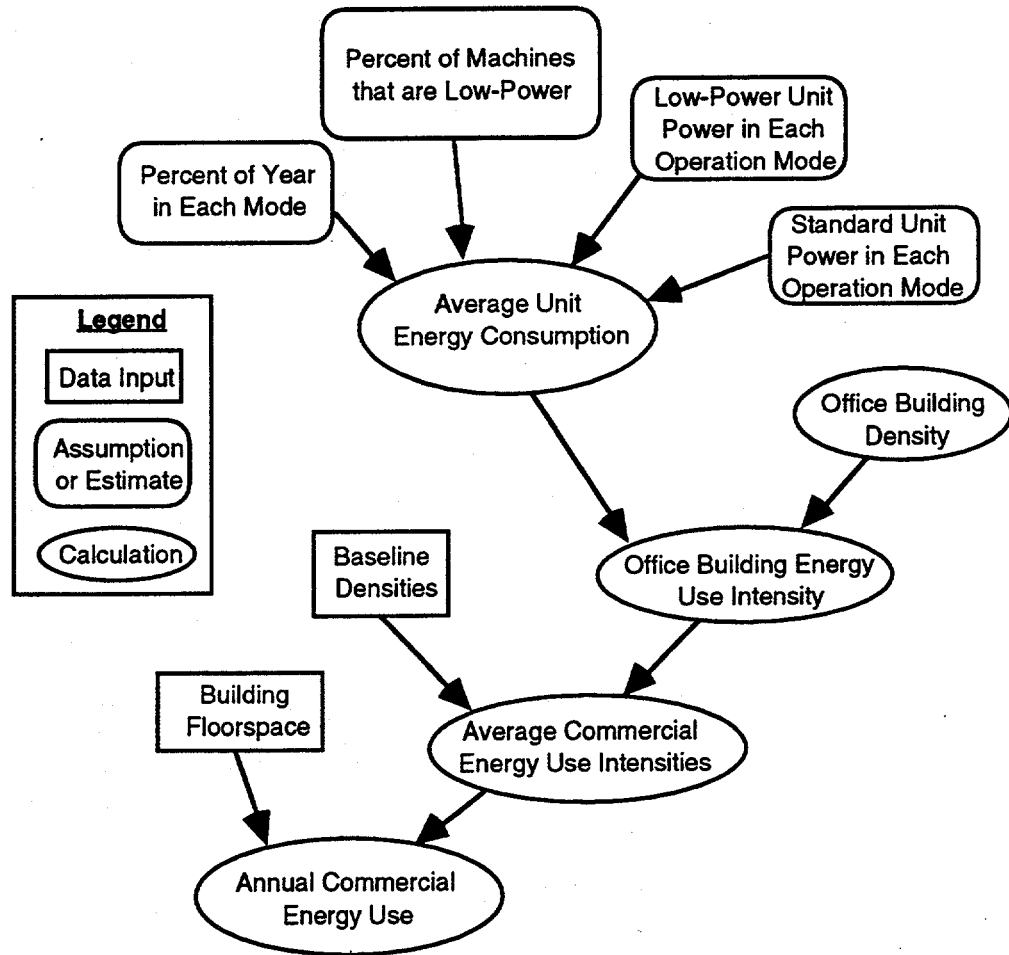 Percent of Machines
that are Low-Power
Low-Power Unit
Power in Each
Operation Mode
Percent of Year
in Each Mode
Standard Unit
Power in Each
Operation Mode
Average Unit
Energy Consumption
Legend
Data Input
Assumption
or Estimate
Calculation
Office Building
Density
Baseline
Densities
Office Building Energy
Use Intensity
Building
Floorspace
Average Commercial
Energy Use Intensities
Annual Commercial
Energy Use